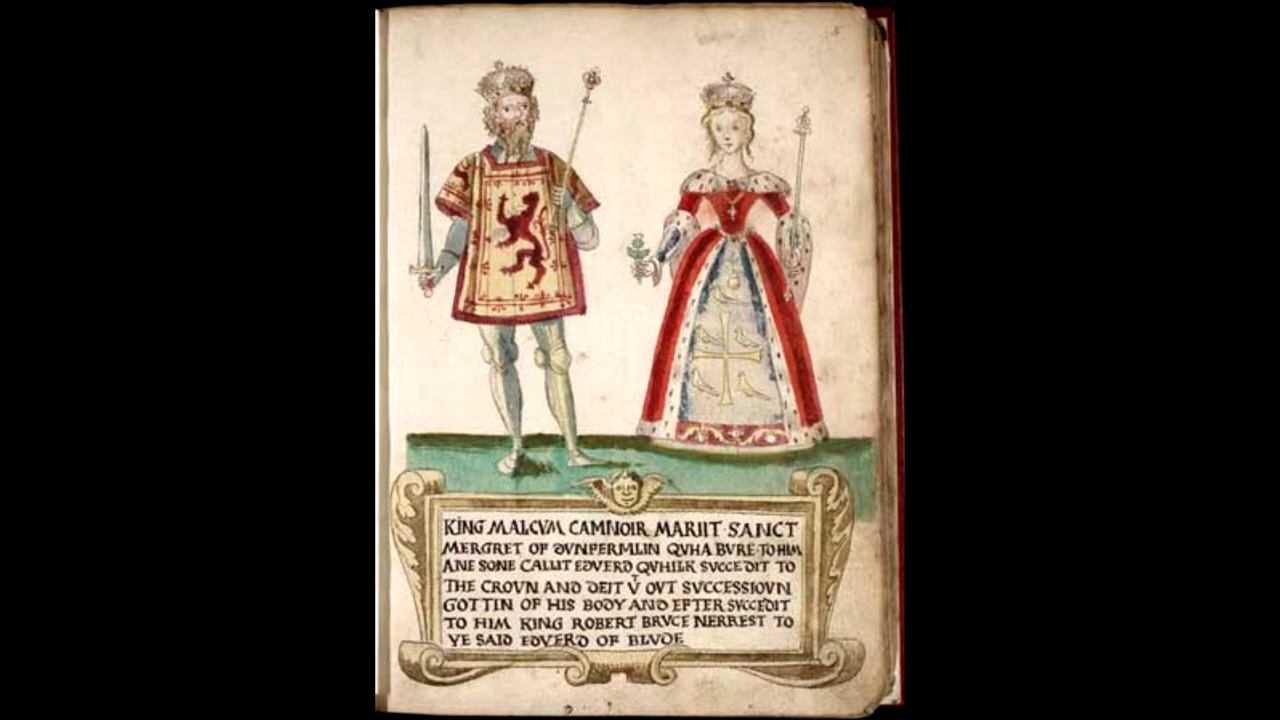 KING MALCVM CAMNOIR MARIIT SANCT
MERGRET OF DVNFERMLIN QVHA BVRE TO HIM
ANE SONE CALLIT EDVERD QVHILK SVCCEDIT TO
THE CROVN AND DEIT Vᵀ OVT SVCCESSIOVN
GOTTIN OF HIS BODY AND EFTER SVCCEDIT
TO HIM KING ROBERT BRVCE NERREST TO
YE SAID EDVERD OF BLVDE